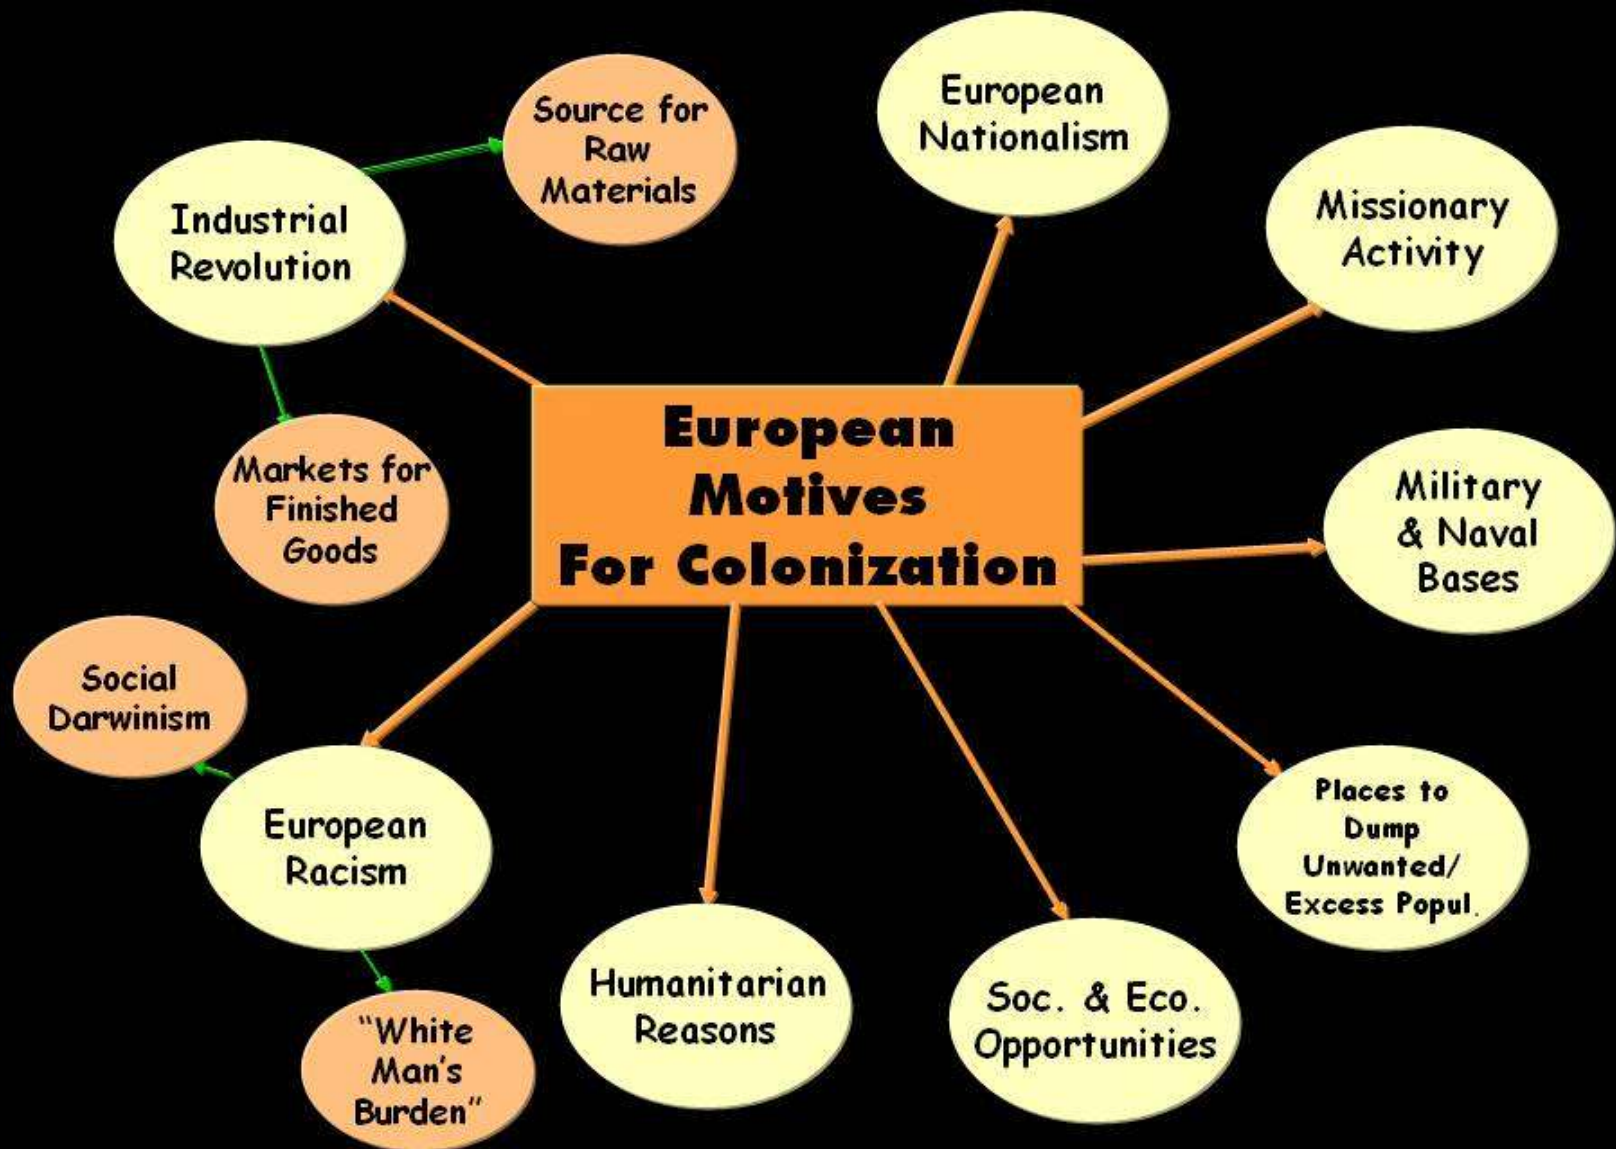 European
Motives
For Colonization
Industrial
Revolution
Source for
Raw
Materials
Markets for
Finished
Goods
European
Nationalism
Missionary
Activity
Military
& Naval
Bases
Places to
Dump
Unwanted/
Excess Popul.
Soc. & Eco.
Opportunities
Humanitarian
Reasons
European
Racism
Social
Darwinism
"White
Man's
Burden"